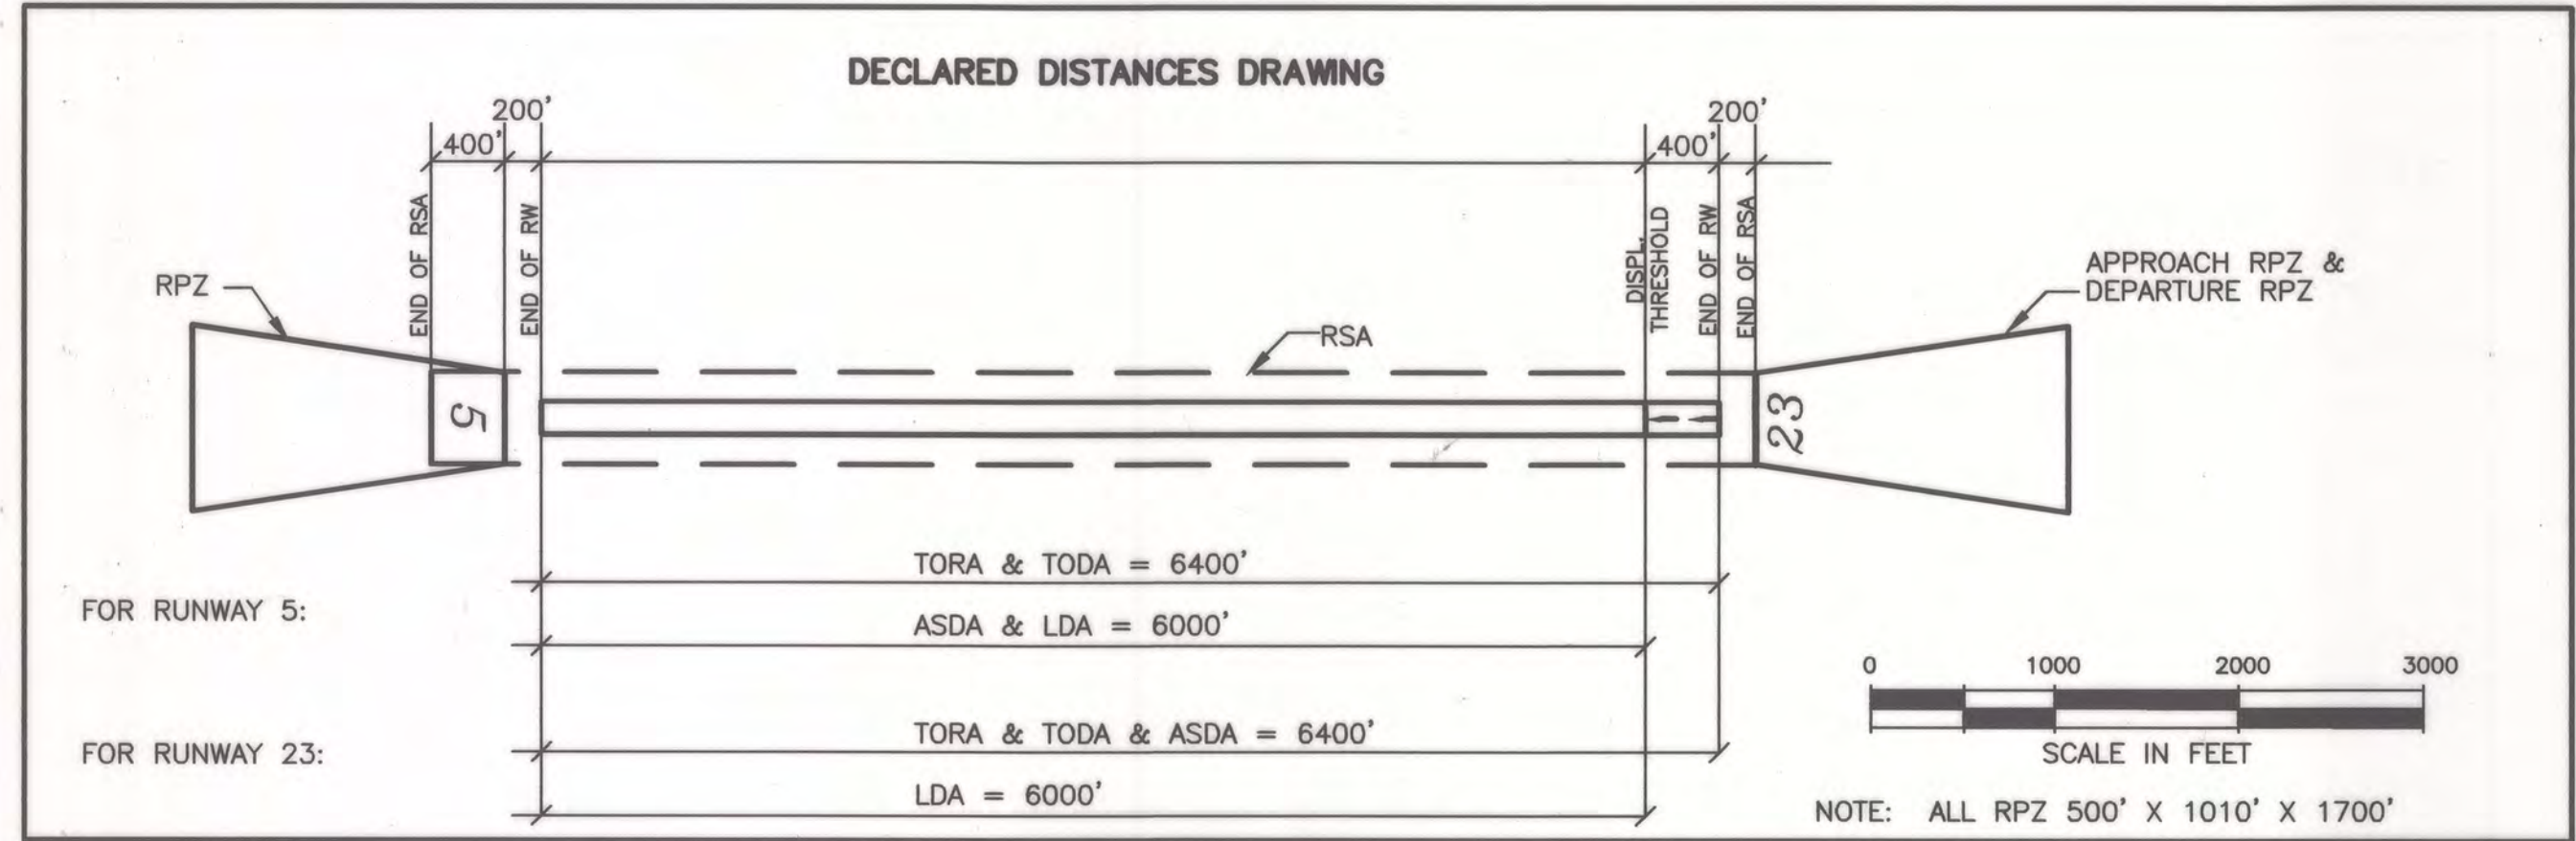 DECLARED DISTANCES DRAWING
200'
400'
200'
400'
END OF RSA
END OF RW
DISPL.
THRESHOLD
END OF RW
END OF RSA
RPZ
APPROACH RPZ &
DEPARTURE RPZ
RSA
5
23
TORA & TODA = 6400'
FOR RUNWAY 5:
ASDA & LDA = 6000'
0 1000 2000 3000
SCALE IN FEET
TORA & TODA & ASDA = 6400'
FOR RUNWAY 23:
LDA = 6000'
NOTE: ALL RPZ 500' X 1010' X 1700'